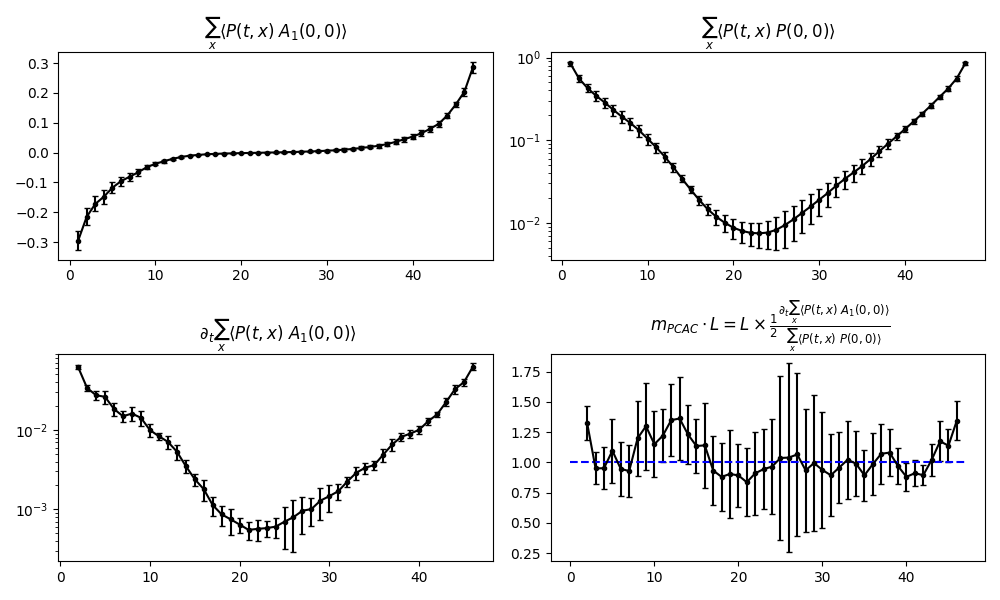 ∑ₓ⟨P(t, x) A₁(0, 0)⟩
0.3
0.2
0.1
0.0
−0.1
−0.2
−0.3
0 10 20 30 40
∑ₓ⟨P(t, x) P(0, 0)⟩
10⁰
10⁻¹
10⁻²
0 10 20 30 40
∂ₜ∑ₓ⟨P(t, x) A₁(0, 0)⟩
10⁻²
10⁻³
0 10 20 30 40
m_PCAC · L = L × ½ ∂ₜ∑ₓ⟨P(t, x) A₁(0, 0)⟩ / ∑ₓ⟨P(t, x) P(0, 0)⟩
1.75
1.50
1.25
1.00
0.75
0.50
0.25
0 10 20 30 40